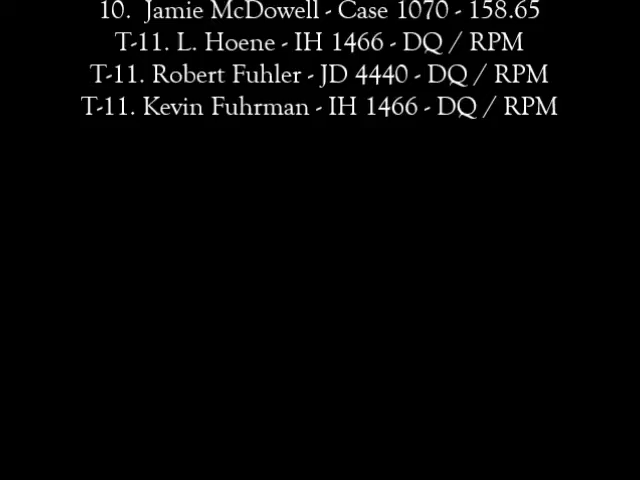 10. Jamie McDowell - Case 1070 - 158.65
T-11. L. Hoene - IH 1466 - DQ / RPM
T-11. Robert Fuhler - JD 4440 - DQ / RPM
T-11. Kevin Fuhrman - IH 1466 - DQ / RPM